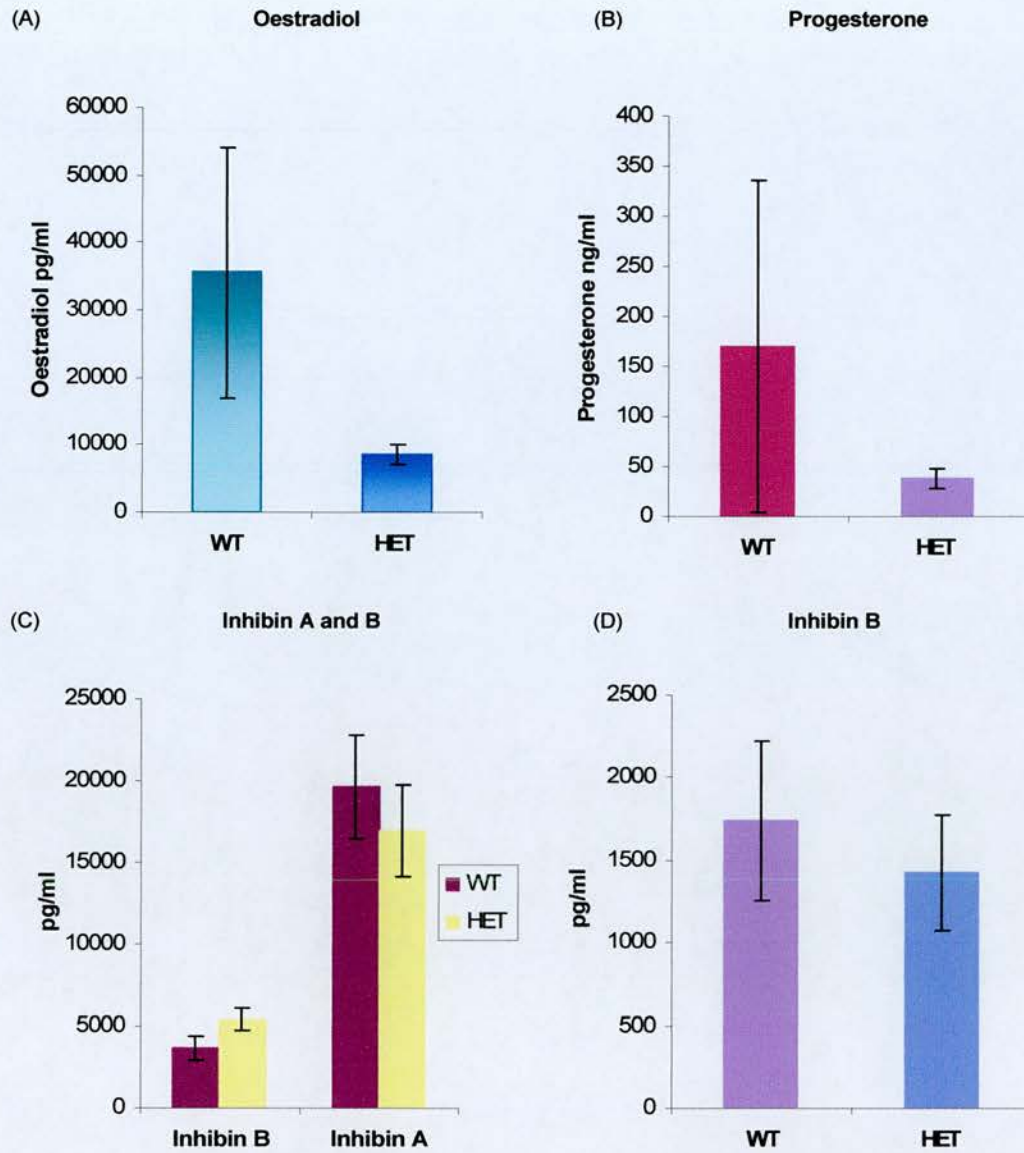 (A)
Oestradiol
Oestradiol pg/ml
60000
50000
40000
30000
20000
10000
0
WT
HET
(B)
Progesterone
Progesterone ng/ml
400
350
300
250
200
150
100
50
0
WT
HET
(C)
Inhibin A and B
pg/ml
25000
20000
15000
10000
5000
0
Inhibin B
Inhibin A
WT
HET
(D)
Inhibin B
pg/ml
2500
2000
1500
1000
500
0
WT
HET